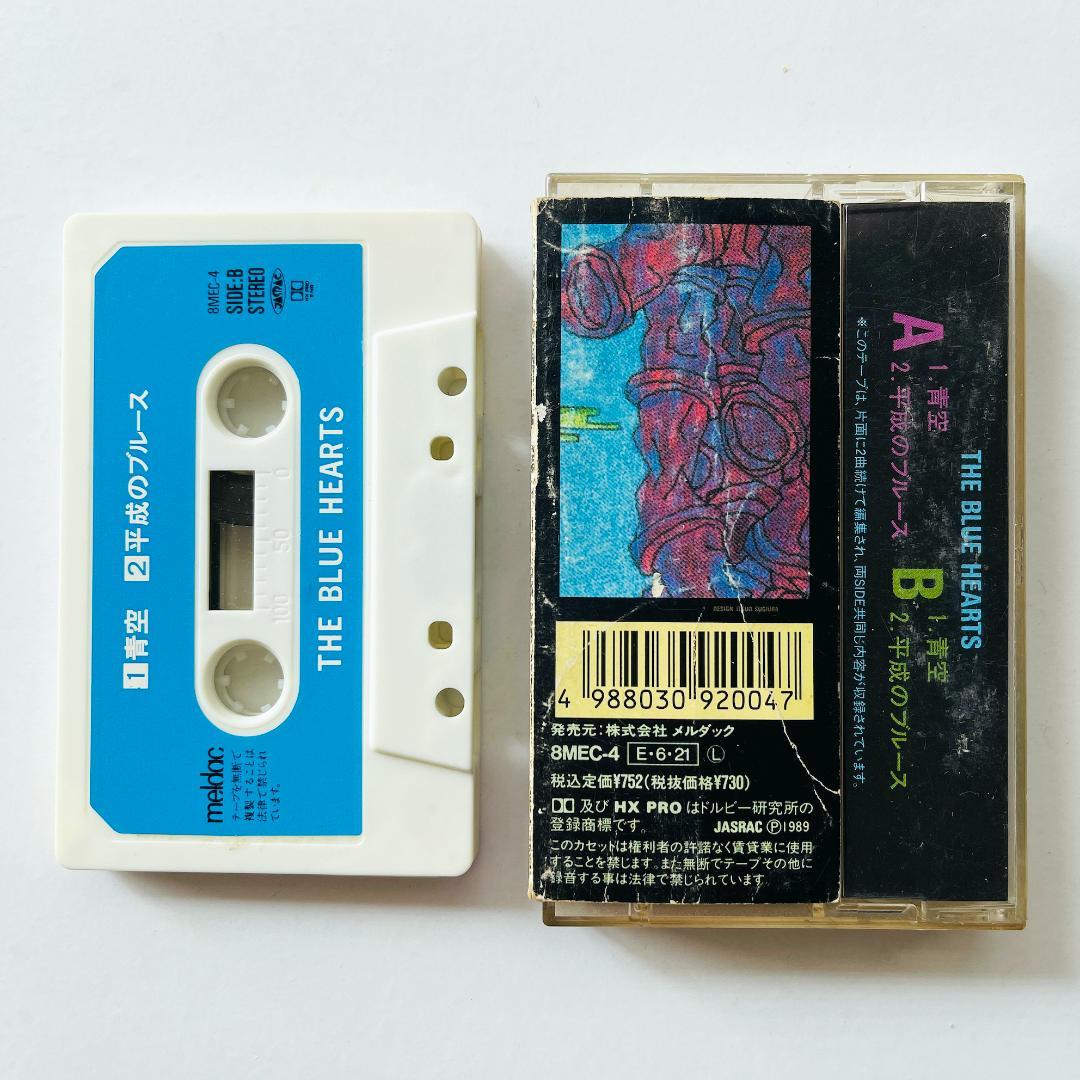 8MEC-4
SIDE:B
STEREO
JASRAC
1 青空 2 平成のブルース
THE BLUE HEARTS
0 50 100
meldac
テープを無断で
複製することは
法律で禁じられ
ています。
DESIGN
SUGIURA
4 988030 920047
発売元:株式会社 メルダック
8MEC-4 E・6・21 Ⓛ
税込定価¥752(税抜価格¥730)
及び HX PRO はドルビー研究所の
登録商標です。 JASRAC Ⓟ1989
このカセットは権利者の許諾なく賃貸業に使用
することを禁じます。また無断でテープその他に
録音する事は法律で禁じられています
THE BLUE HEARTS
A 1.青空
2.平成のブルース
B 1.青空
2.平成のブルース
※このテープは、片面に2曲続けて編集され、両SIDE共同じ内容が収録されています。